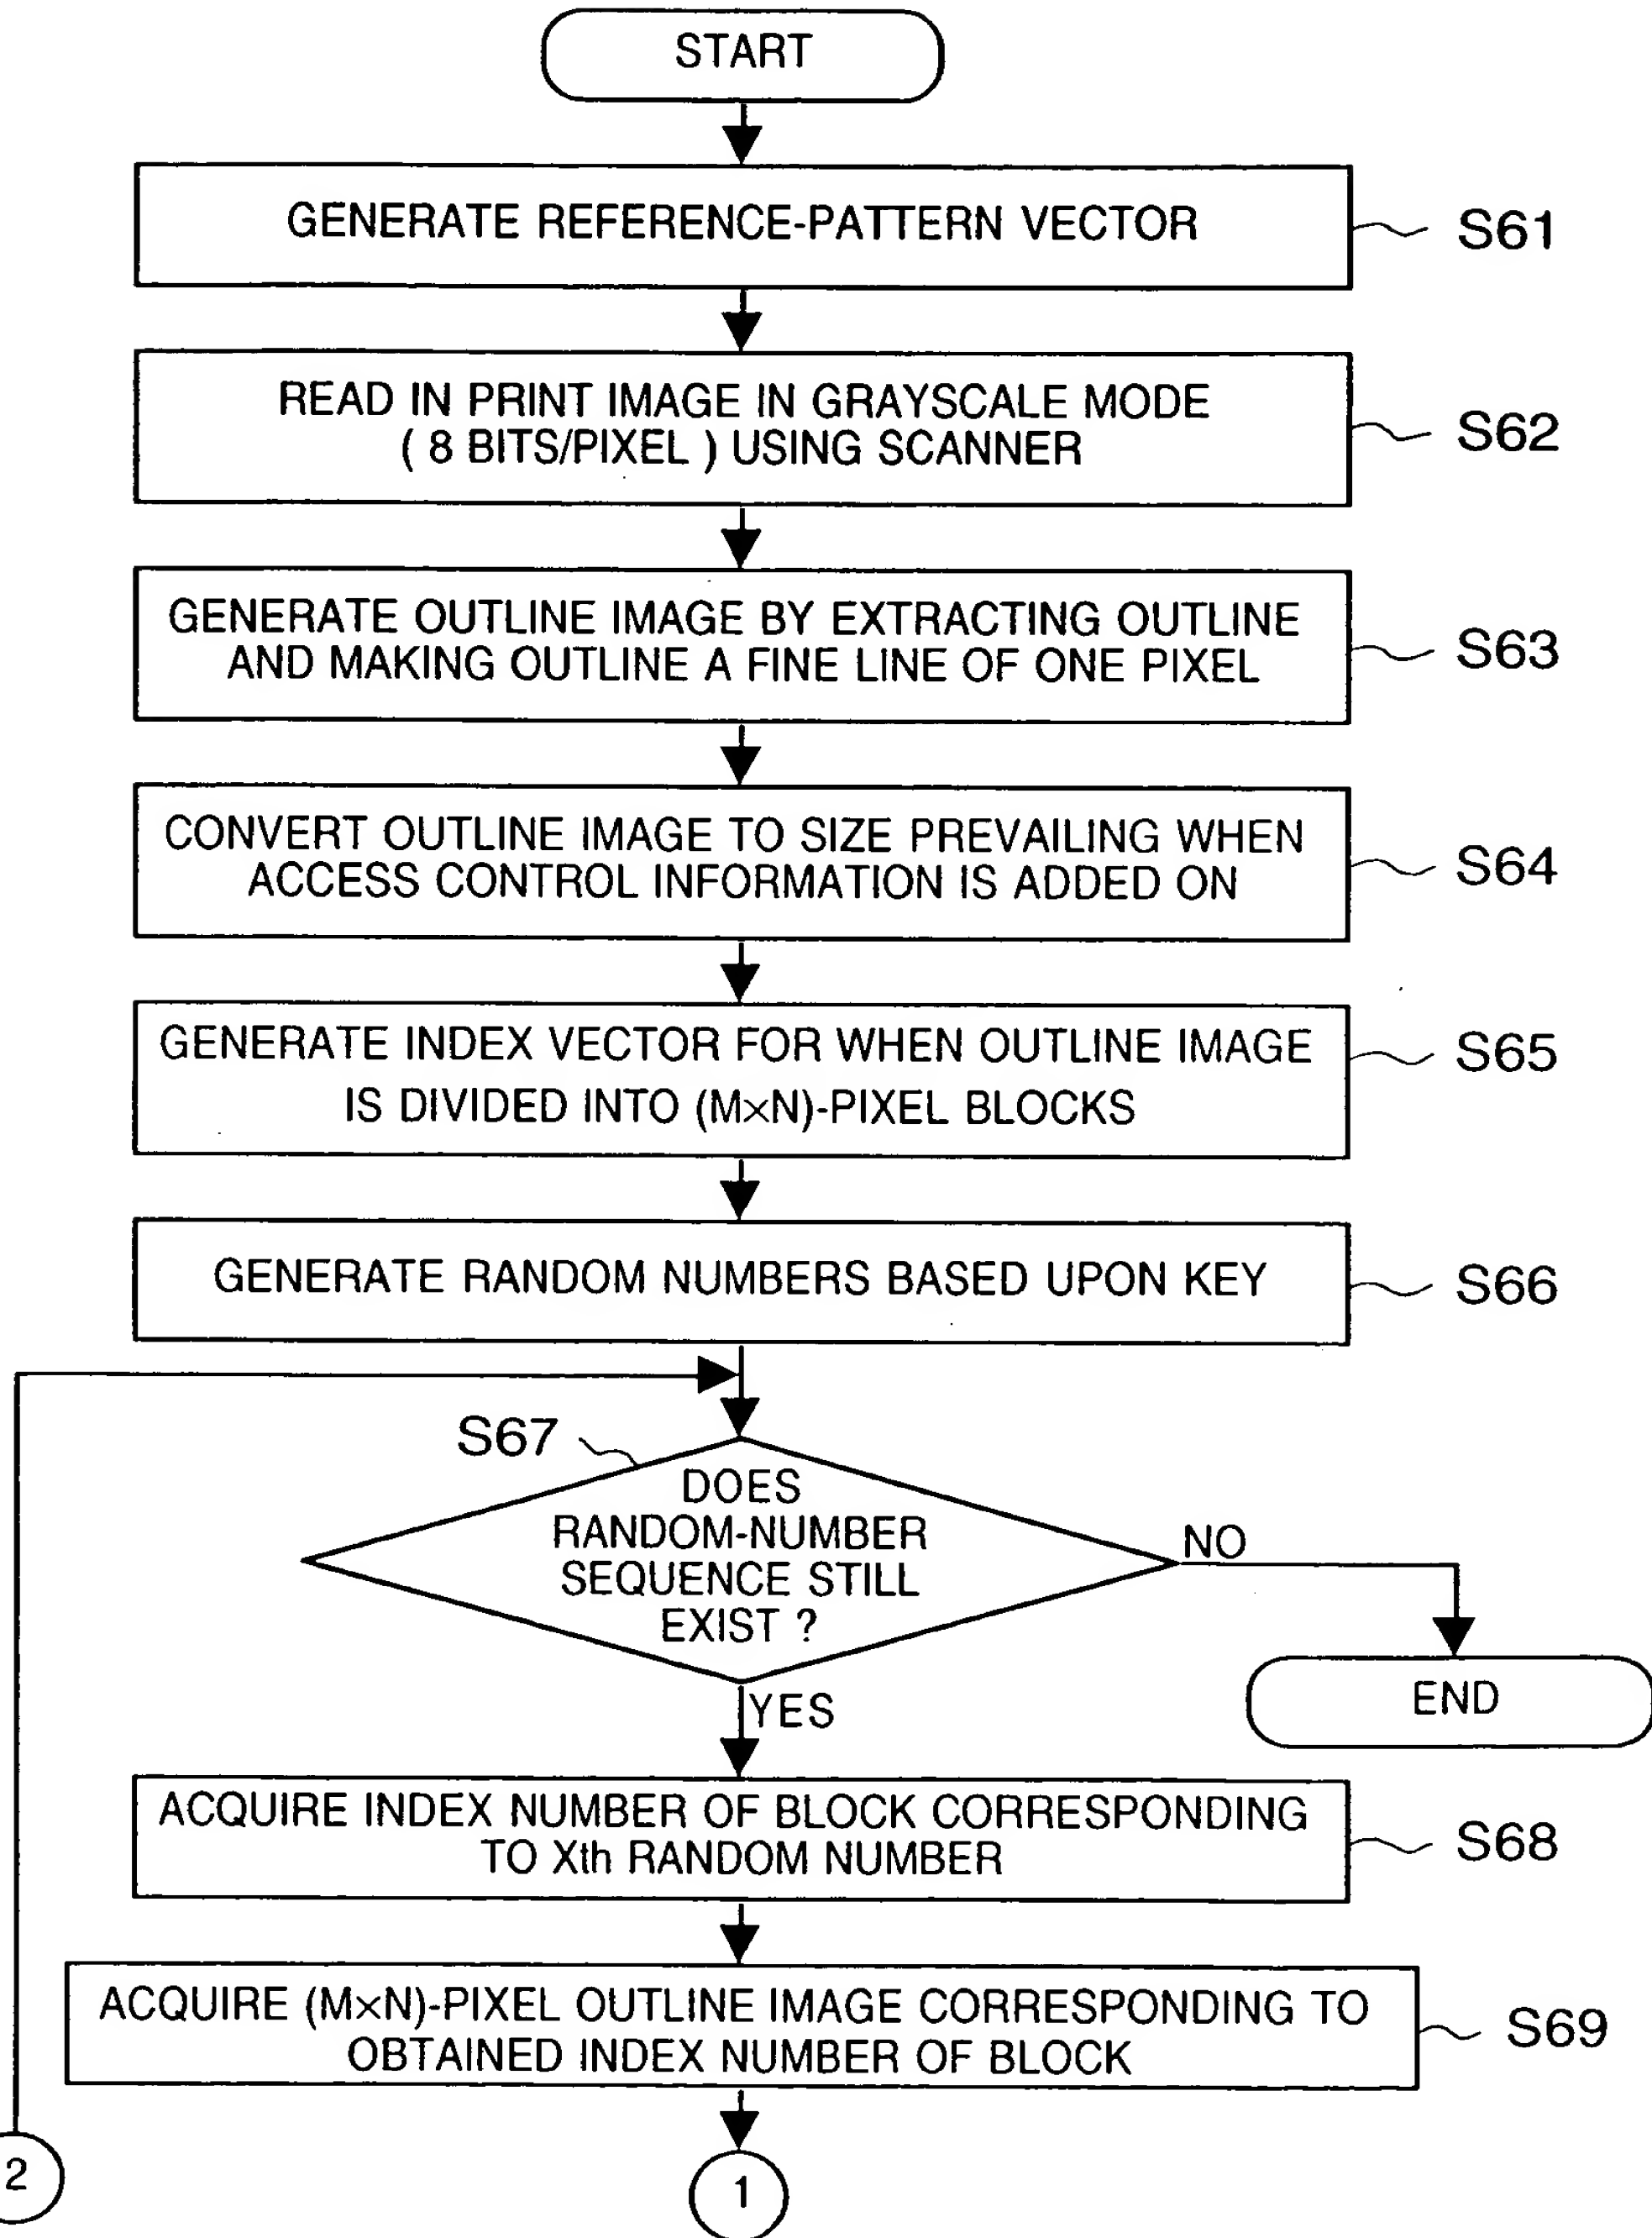 START
GENERATE REFERENCE-PATTERN VECTOR
S61
READ IN PRINT IMAGE IN GRAYSCALE MODE
( 8 BITS/PIXEL ) USING SCANNER
S62
GENERATE OUTLINE IMAGE BY EXTRACTING OUTLINE
AND MAKING OUTLINE A FINE LINE OF ONE PIXEL
S63
CONVERT OUTLINE IMAGE TO SIZE PREVAILING WHEN
ACCESS CONTROL INFORMATION IS ADDED ON
S64
GENERATE INDEX VECTOR FOR WHEN OUTLINE IMAGE
IS DIVIDED INTO (M×N)-PIXEL BLOCKS
S65
GENERATE RANDOM NUMBERS BASED UPON KEY
S66
S67
DOES
RANDOM-NUMBER
SEQUENCE STILL
EXIST ?
NO
END
YES
ACQUIRE INDEX NUMBER OF BLOCK CORRESPONDING
TO Xth RANDOM NUMBER
S68
ACQUIRE (M×N)-PIXEL OUTLINE IMAGE CORRESPONDING TO
OBTAINED INDEX NUMBER OF BLOCK
S69
2
1